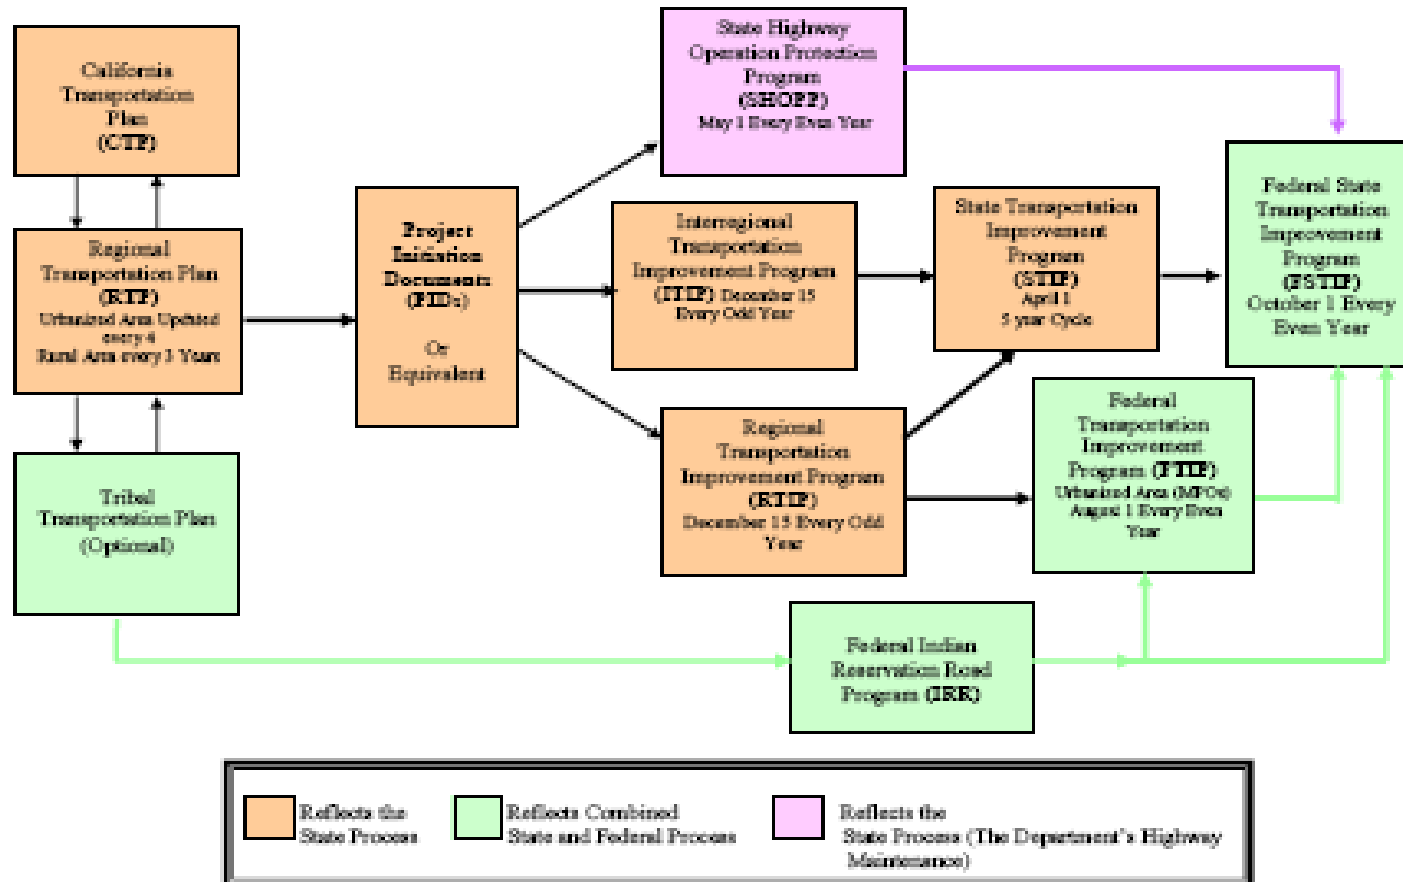 California
Transportation
Plan
(CTP)
Regional
Transportation Plan
(RTP)
Urbanized Area Updated
every 4
Rural Area every 3 Years
Tribal
Transportation Plan
(Optional)
Project
Initiation
Documents
(PIDs)
Or
Equivalent
State Highway
Operation Protection
Program
(SHOPP)
May 1 Every Even Year
Interregional
Transportation
Improvement Program
(ITIP) December 15
Every Odd Year
Regional
Transportation
Improvement Program
(RTIP)
December 15 Every Odd
Year
State Transportation
Improvement
Program
(STIP)
April 1
5 year Cycle
Federal State
Transportation
Improvement
Program
(FSTIP)
October 1 Every
Even Year
Federal
Transportation
Improvement
Program (FTIP)
Urbanized Area (MPOs)
August 1 Every Even
Year
Federal Indian
Reservation Road
Program (IRR)
Reflects the
State Process
Reflects Combined
State and Federal Process
Reflects the
State Process (The Department's Highway
Maintenance)